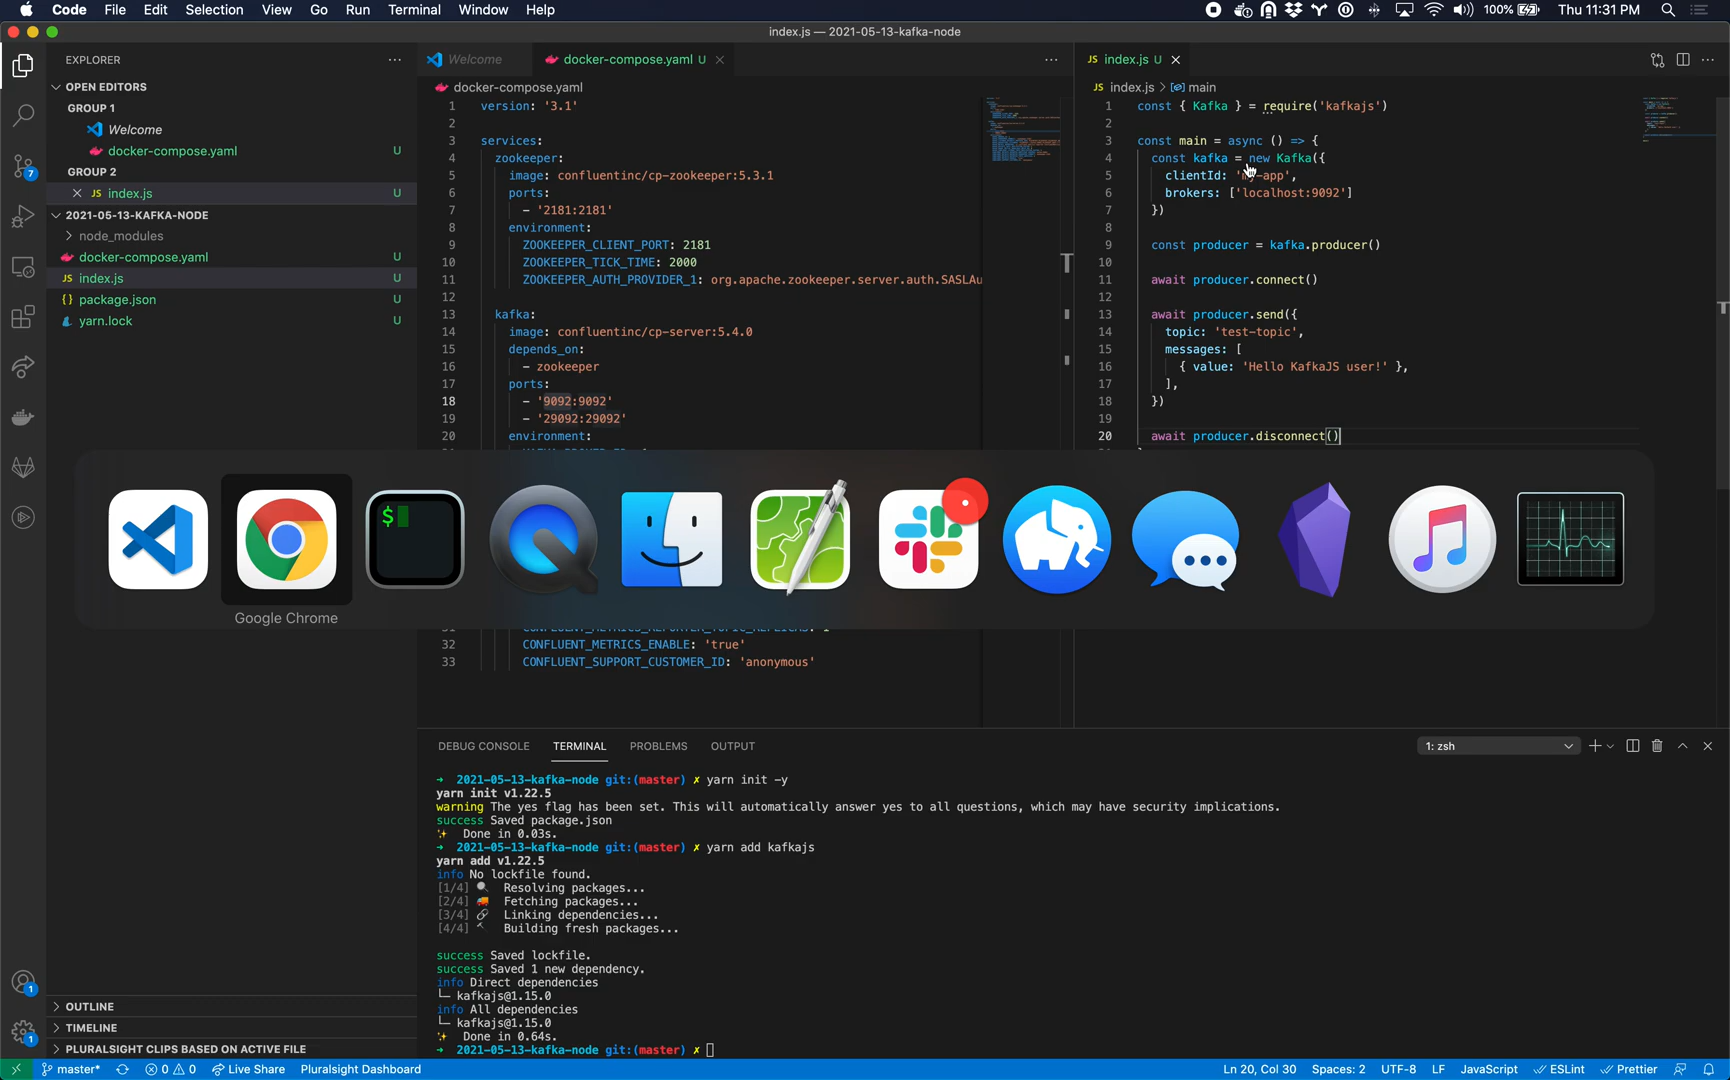 Code File Edit Selection View Go Run Terminal Window Help
100% Thu 11:31 PM
index.js — 2021-05-13-kafka-node
EXPLORER
OPEN EDITORS
GROUP 1
Welcome
docker-compose.yaml U
GROUP 2
JS index.js U
2021-05-13-KAFKA-NODE
node_modules
docker-compose.yaml U
JS index.js U
{} package.json U
yarn.lock U
OUTLINE
TIMELINE
PLURALSIGHT CLIPS BASED ON ACTIVE FILE
7
1
1
Welcome docker-compose.yaml U
docker-compose.yaml
1 version: '3.1'
2
3 services:
4 zookeeper:
5 image: confluentinc/cp-zookeeper:5.3.1
6 ports:
7 - '2181:2181'
8 environment:
9 ZOOKEEPER_CLIENT_PORT: 2181
10 ZOOKEEPER_TICK_TIME: 2000
11 ZOOKEEPER_AUTH_PROVIDER_1: org.apache.zookeeper.server.auth.SASLAu
12
13 kafka:
14 image: confluentinc/cp-server:5.4.0
15 depends_on:
16 - zookeeper
17 ports:
18 - '9092:9092'
19 - '29092:29092'
20 environment:
32 CONFLUENT_METRICS_ENABLE: 'true'
33 CONFLUENT_SUPPORT_CUSTOMER_ID: 'anonymous'
JS index.js U
JS index.js > main
1 const { Kafka } = require('kafkajs')
2
3 const main = async () => {
4 const kafka = new Kafka({
5 clientId: 'my-app',
6 brokers: ['localhost:9092']
7 })
8
9 const producer = kafka.producer()
10
11 await producer.connect()
12
13 await producer.send({
14 topic: 'test-topic',
15 messages: [
16 { value: 'Hello KafkaJS user!' },
17 ],
18 })
19
20 await producer.disconnect()
$
Google Chrome
DEBUG CONSOLE TERMINAL PROBLEMS OUTPUT
1: zsh
→ 2021-05-13-kafka-node git:(master) ✗ yarn init -y
yarn init v1.22.5
warning The yes flag has been set. This will automatically answer yes to all questions, which may have security implications.
success Saved package.json
✨ Done in 0.03s.
→ 2021-05-13-kafka-node git:(master) ✗ yarn add kafkajs
yarn add v1.22.5
info No lockfile found.
[1/4] 🔍 Resolving packages...
[2/4] 🚚 Fetching packages...
[3/4] 🔗 Linking dependencies...
[4/4] 🔨 Building fresh packages...
success Saved lockfile.
success Saved 1 new dependency.
info Direct dependencies
└─ kafkajs@1.15.0
info All dependencies
└─ kafkajs@1.15.0
✨ Done in 0.64s.
→ 2021-05-13-kafka-node git:(master) ✗
master* 0 0 Live Share Pluralsight Dashboard
Ln 20, Col 30 Spaces: 2 UTF-8 LF JavaScript ESLint Prettier